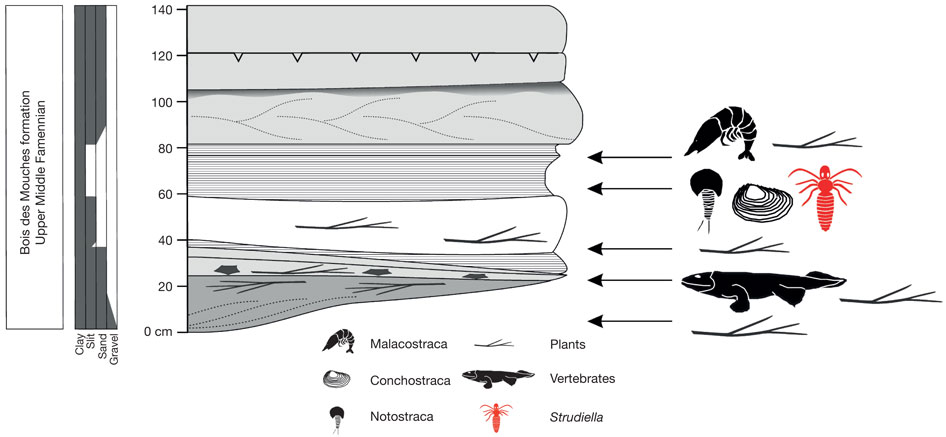 Bois des Mouches formation
Upper Middle Famennian
140
120
100
80
60
40
20
0 cm
Clay
Slit
Sand
Gravel
Malacostraca
Plants
Conchostraca
Vertebrates
Notostraca
Strudiella